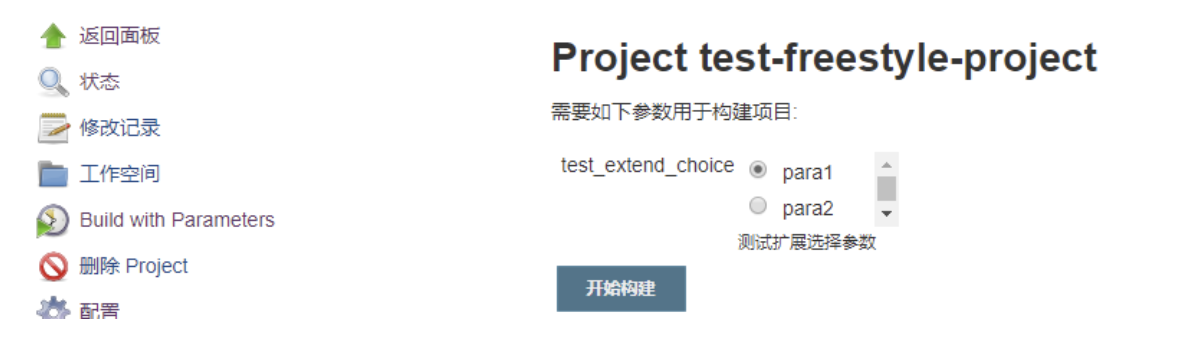 返回面板
状态
修改记录
工作空间
Build with Parameters
删除 Project
配置
Project test-freestyle-project
需要如下参数用于构建项目:
test_extend_choice
para1
para2
测试扩展选择参数
开始构建